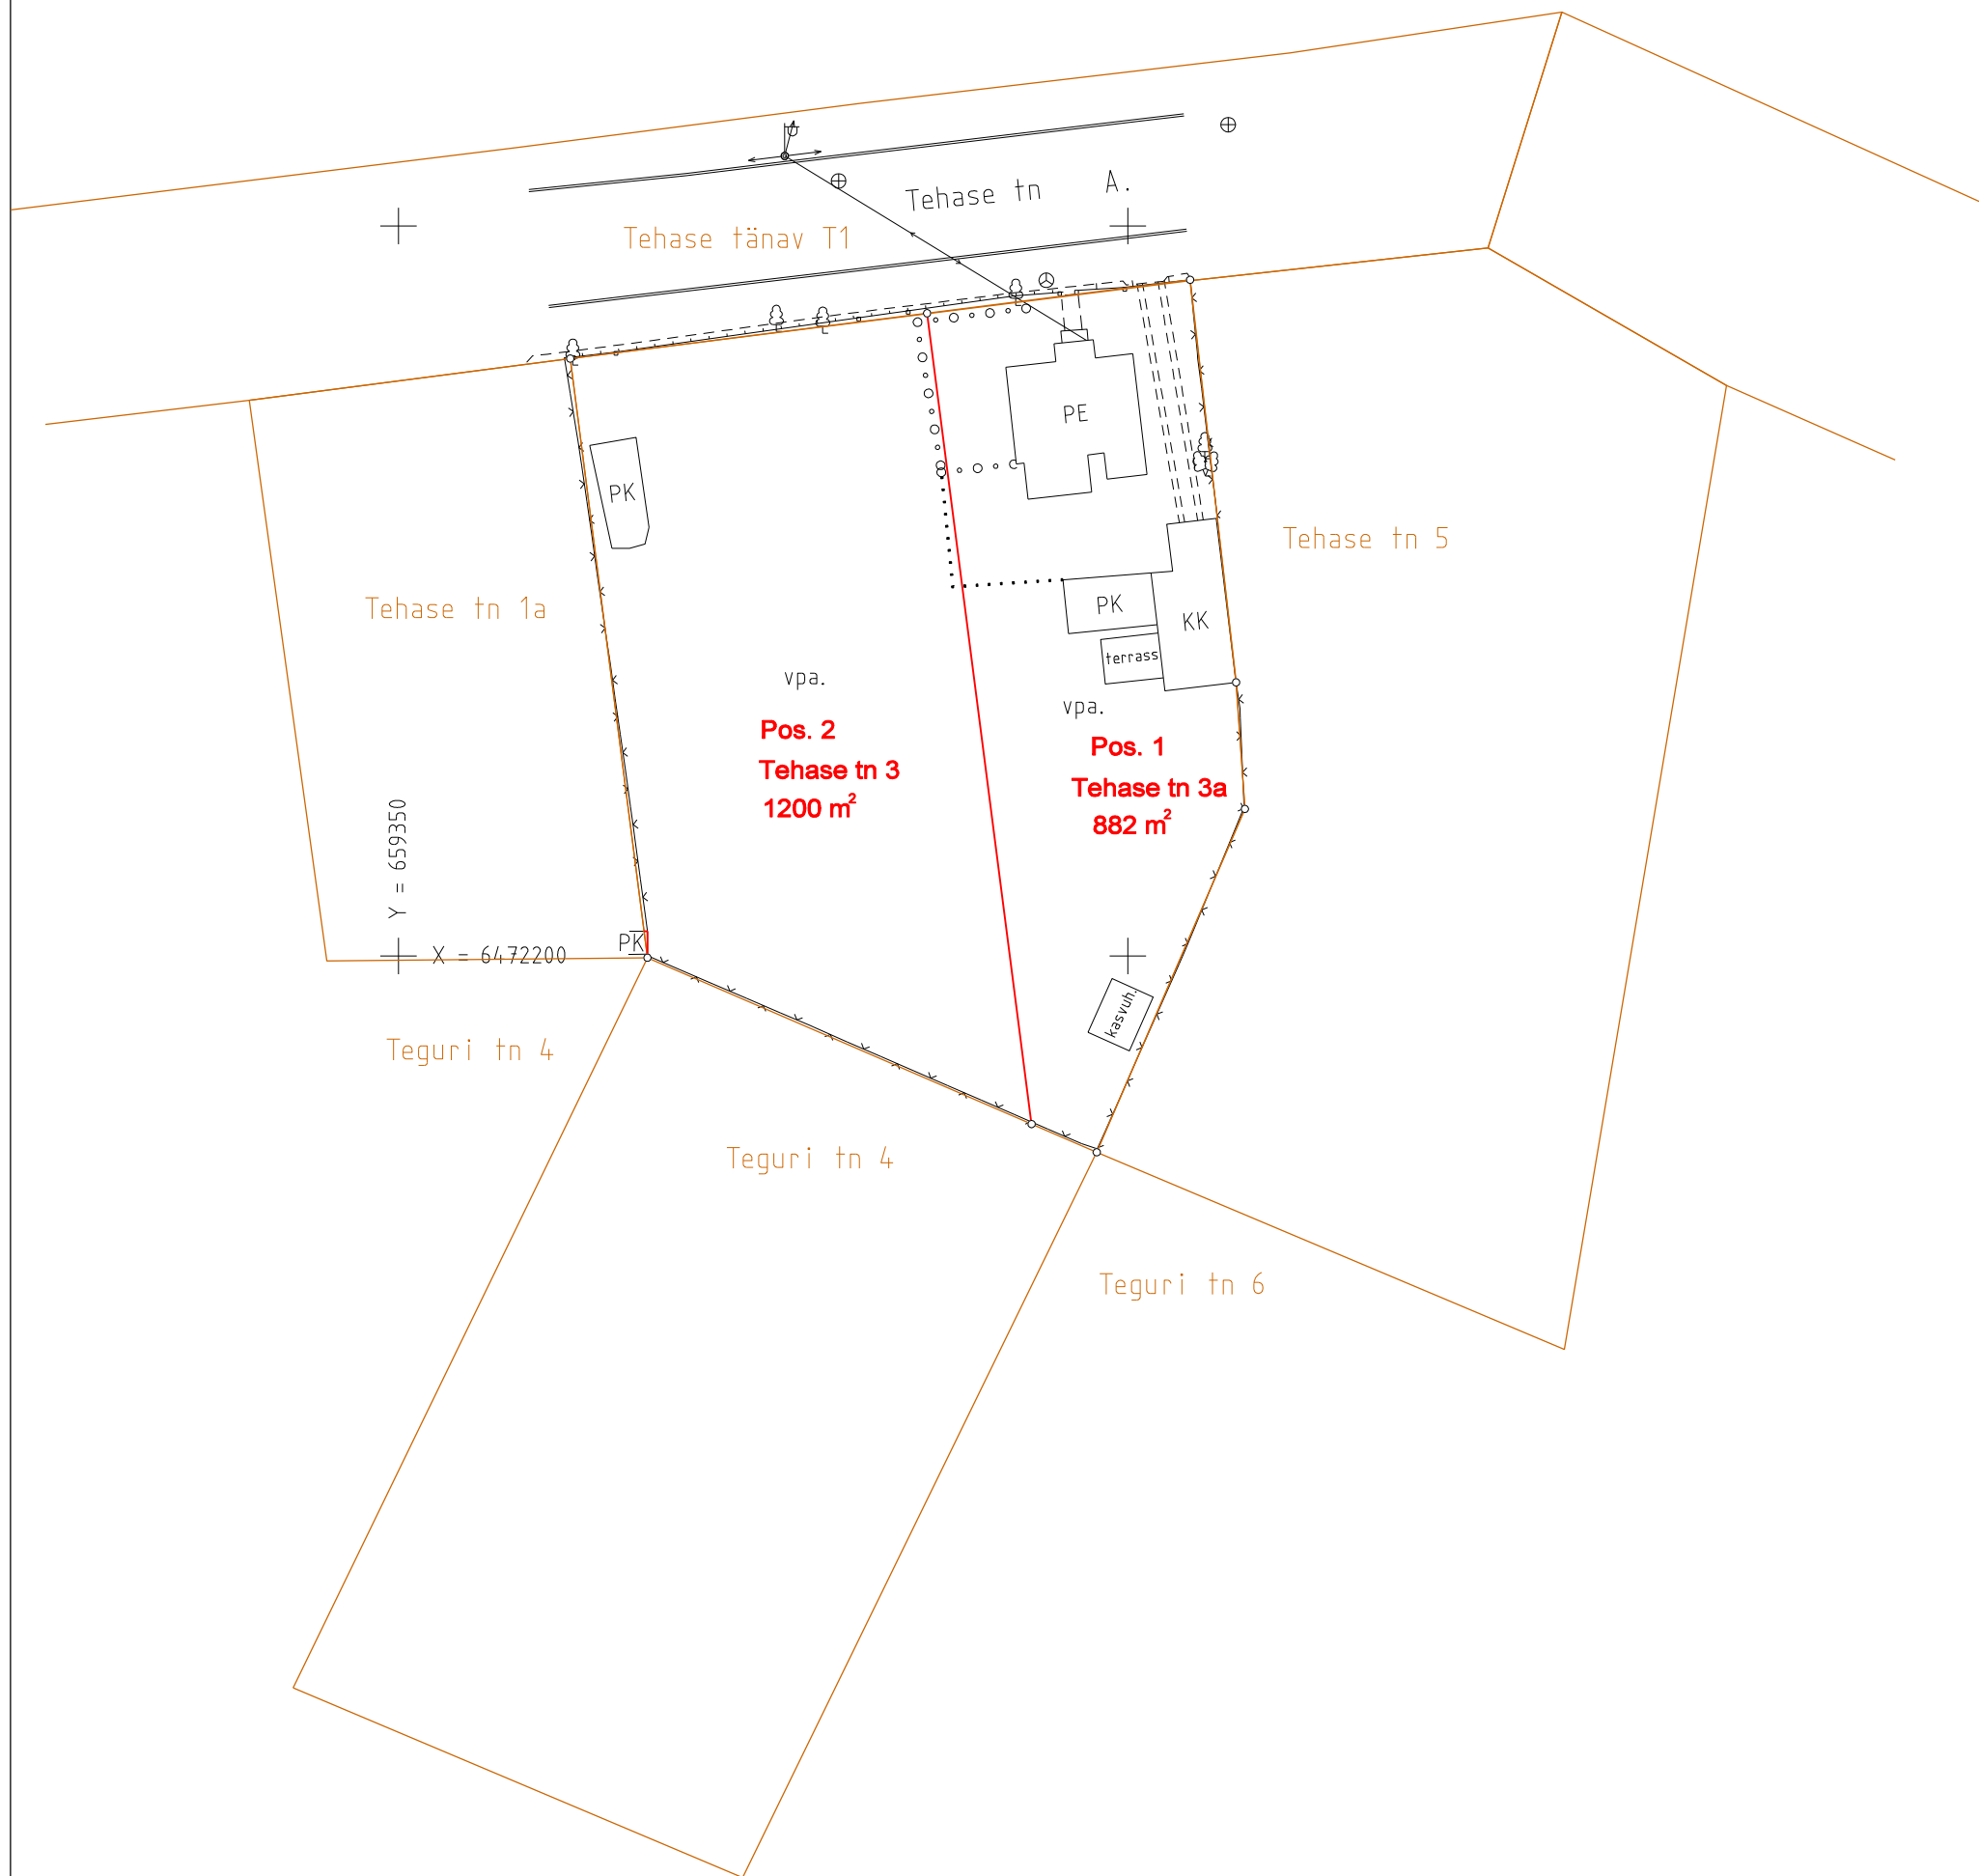 Tehase tn A.
Tehase tänav T1
PE
PK
Tehase tn 5
Tehase tn 1a
PK
KK
terrass
vpa.
vpa.
Pos. 2
Tehase tn 3
1200 m²
Pos. 1
Tehase tn 3a
882 m²
Y = 659350
PK
X = 6472200
kasvuh.
Teguri tn 4
Teguri tn 4
Teguri tn 6